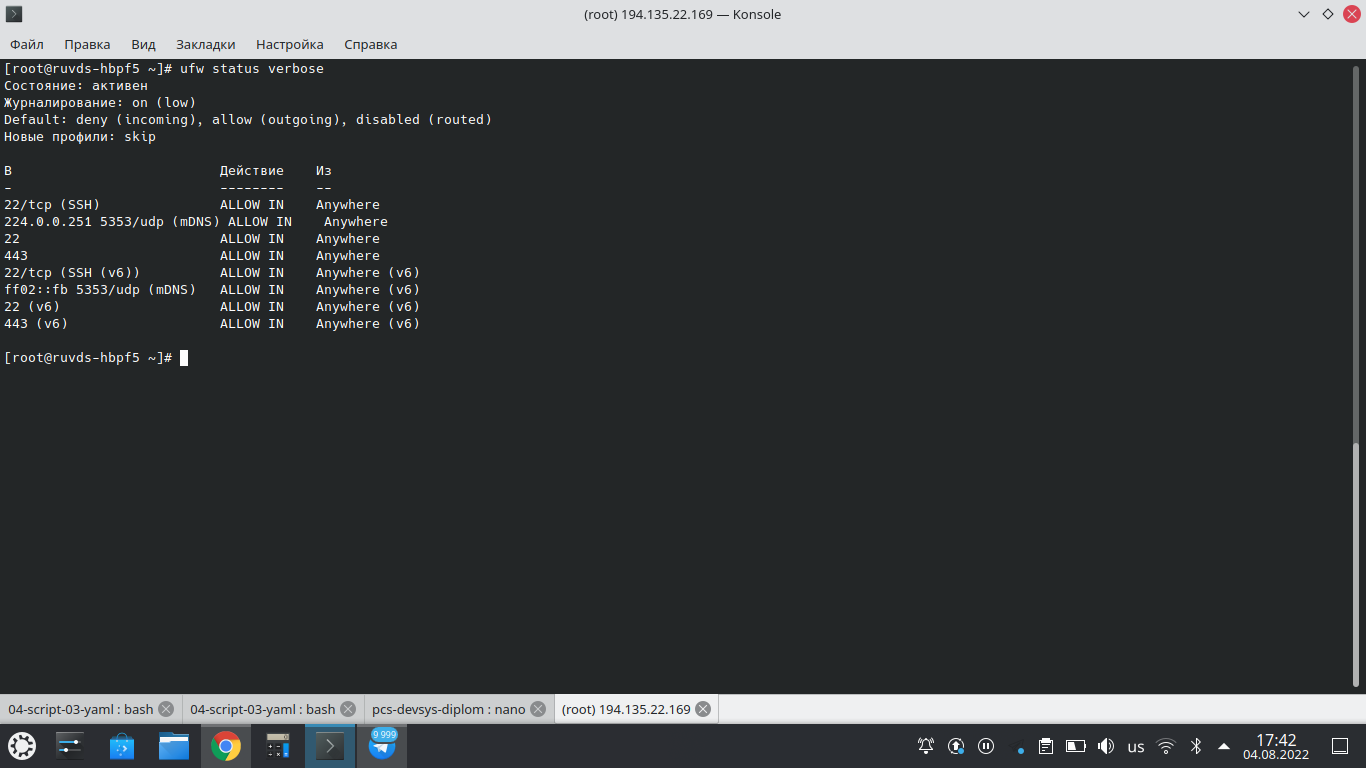 (root) 194.135.22.169 — Konsole
Файл Правка Вид Закладки Настройка Справка
[root@ruvds-hbpf5 ~]# ufw status verbose
Состояние: активен
Журналирование: on (low)
Default: deny (incoming), allow (outgoing), disabled (routed)
Новые профили: skip
В Действие Из
- -------- --
22/tcp (SSH) ALLOW IN Anywhere
224.0.0.251 5353/udp (mDNS) ALLOW IN Anywhere
22 ALLOW IN Anywhere
443 ALLOW IN Anywhere
22/tcp (SSH (v6)) ALLOW IN Anywhere (v6)
ff02::fb 5353/udp (mDNS) ALLOW IN Anywhere (v6)
22 (v6) ALLOW IN Anywhere (v6)
443 (v6) ALLOW IN Anywhere (v6)
[root@ruvds-hbpf5 ~]#
04-script-03-yaml : bash 04-script-03-yaml : bash pcs-devsys-diplom : nano (root) 194.135.22.169
9 999
us
17:42
04.08.2022